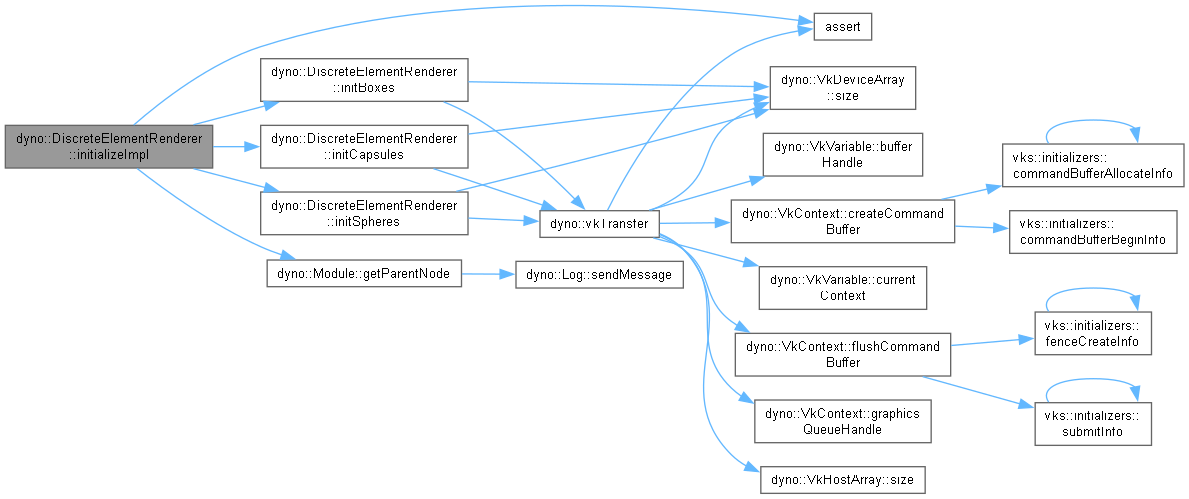 dyno::DiscreteElementRenderer
::initializeImpl
dyno::DiscreteElementRenderer
::initBoxes
dyno::DiscreteElementRenderer
::initCapsules
dyno::DiscreteElementRenderer
::initSpheres
dyno::Module::getParentNode
dyno::vkTransfer
dyno::Log::sendMessage
assert
dyno::VkDeviceArray
::size
dyno::VkVariable::buffer
Handle
dyno::VkContext::createCommand
Buffer
dyno::VkVariable::current
Context
dyno::VkContext::flushCommand
Buffer
dyno::VkContext::graphics
QueueHandle
dyno::VkHostArray::size
vks::initializers::
commandBufferAllocateInfo
vks::initializers::
commandBufferBeginInfo
vks::initializers::
fenceCreateInfo
vks::initializers::
submitInfo